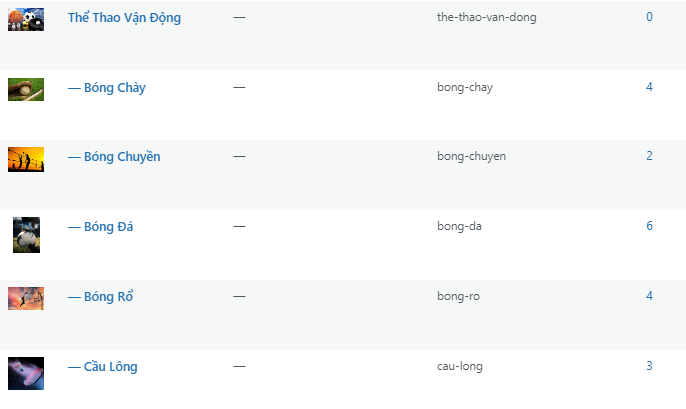 Thể Thao Vận Động — the-thao-van-dong 0
— Bóng Chày — bong-chay 4
— Bóng Chuyền — bong-chuyen 2
— Bóng Đá — bong-da 6
— Bóng Rổ — bong-ro 4
— Cầu Lông — cau-long 3